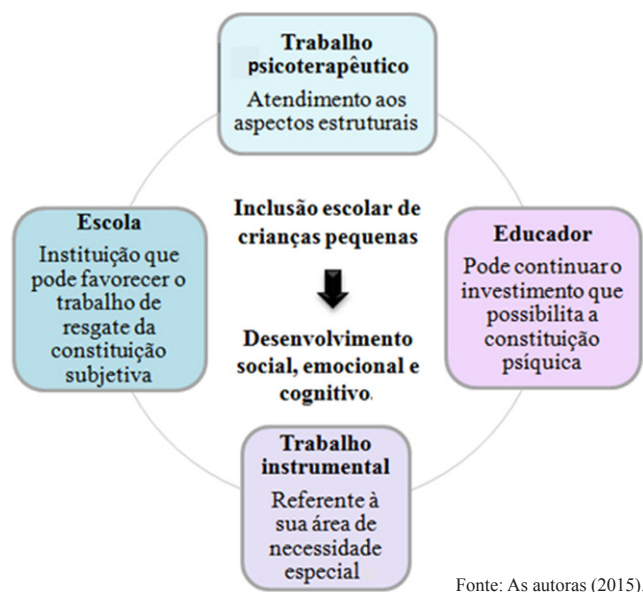 Trabalho
psicoterapêutico
Atendimento aos
aspectos estruturais
Escola
Instituição que
pode favorecer o
trabalho de
resgate da
constituição
subjetiva
Inclusão escolar de
crianças pequenas
Desenvolvimento
social, emocional e
cognitivo.
Educador
Pode continuar o
investimento que
possibilita a
constituição
psíquica
Trabalho
instrumental
Referente à
sua área de
necessidade
especial
Fonte: As autoras (2015).